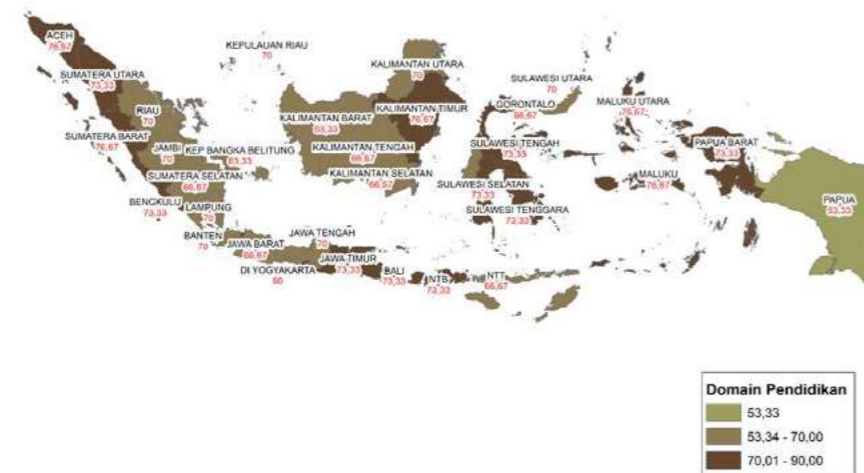 ACEH
76,67
KEPULAUAN RIAU
70
SUMATERA UTARA
73,33
KALIMANTAN UTARA
70
SULAWESI UTARA
70
RIAU
70
KALIMANTAN BARAT
63,33
KALIMANTAN TIMUR
76,67
GORONTALO
66,67
MALUKU UTARA
76,67
SUMATERA BARAT
76,67
JAMBI
70
KEP BANGKA BELITUNG
63,33
KALIMANTAN TENGAH
66,67
SULAWESI TENGAH
73,33
PAPUA BARAT
73,33
SUMATERA SELATAN
66,67
KALIMANTAN SELATAN
66,67
SULAWESI SELATAN
73,33
MALUKU
76,67
PAPUA
53,33
BENGKULU
73,33
LAMPUNG
70
SULAWESI TENGGARA
73,33
BANTEN
70
JAWA BARAT
66,67
JAWA TENGAH
70
DI YOGYAKARTA
60
JAWA TIMUR
73,33
BALI
73,33
NTB
73,33
NTT
66,67
Domain Pendidikan
53,33
53,34 - 70,00
70,01 - 90,00